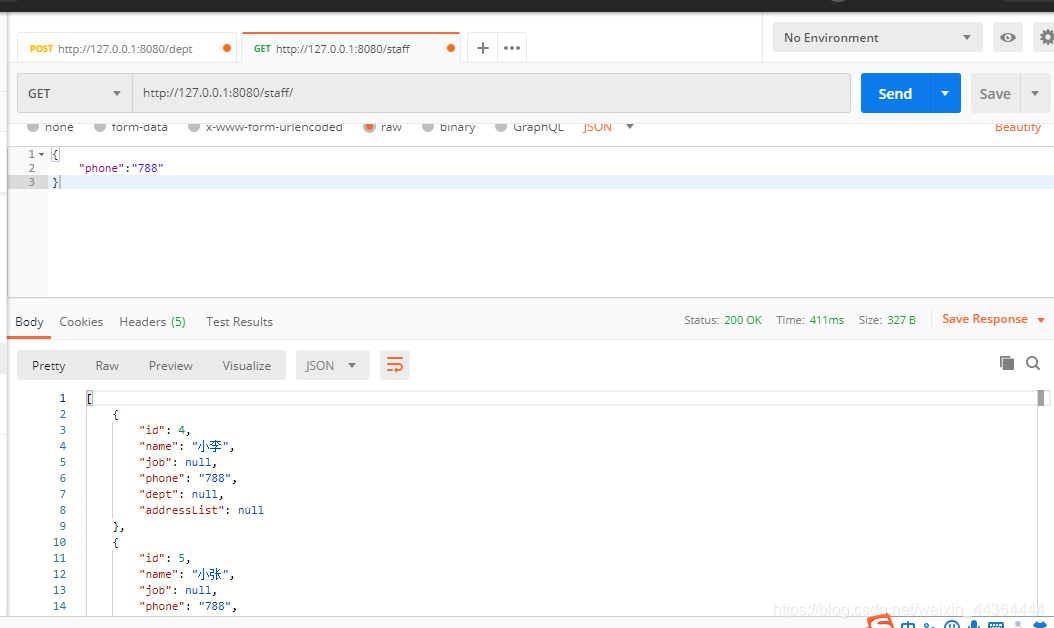 POST http://127.0.0.1:8080/dept GET http://127.0.0.1:8080/staff + ••• No Environment
GET http://127.0.0.1:8080/staff/ Send Save
none form-data x-www-form-urlencoded raw binary GraphQL JSON Beautify
1 {
2 "phone":"788"
3 }
Body Cookies Headers (5) Test Results Status: 200 OK Time: 411ms Size: 327 B Save Response
Pretty Raw Preview Visualize JSON
1 [
2 {
3 "id": 4,
4 "name": "小李",
5 "job": null,
6 "phone": "788",
7 "dept": null,
8 "addressList": null
9 },
10 {
11 "id": 5,
12 "name": "小张",
13 "job": null,
14 "phone": "788",
https://blog.csdn.net/weixin_44364444
中